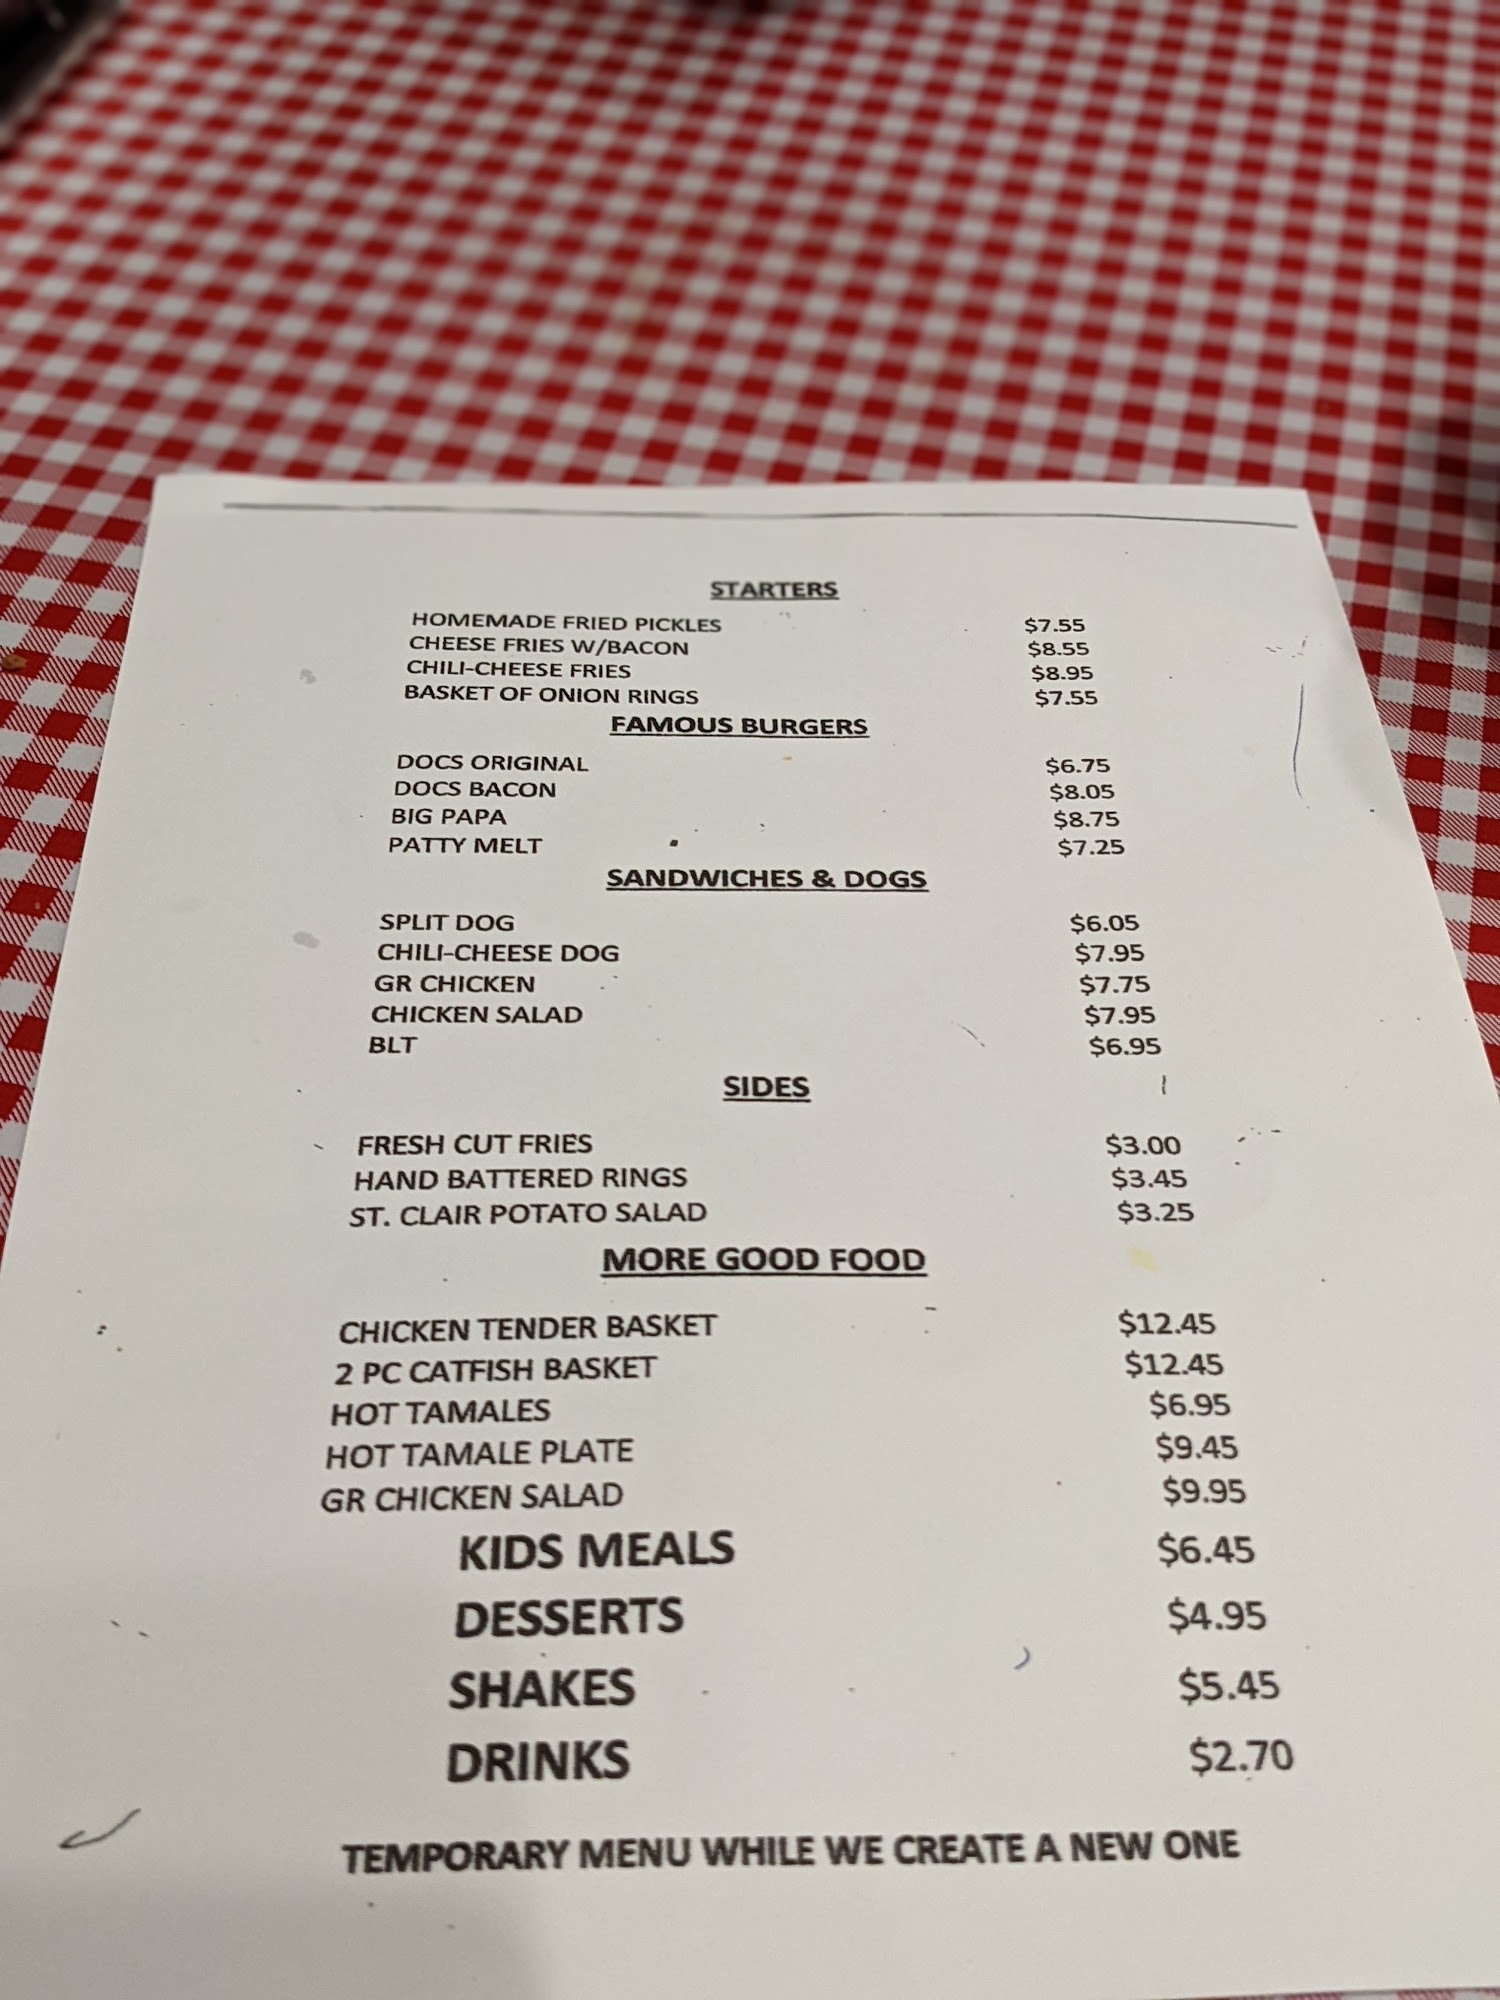 STARTERS
HOMEMADE FRIED PICKLES $7.55
CHEESE FRIES W/BACON $8.55
CHILI-CHEESE FRIES $8.95
BASKET OF ONION RINGS $7.55
FAMOUS BURGERS
DOCS ORIGINAL $6.75
DOCS BACON $8.05
BIG PAPA $8.75
PATTY MELT $7.25
SANDWICHES & DOGS
SPLIT DOG $6.05
CHILI-CHEESE DOG $7.95
GR CHICKEN $7.75
CHICKEN SALAD $7.95
BLT $6.95
SIDES
FRESH CUT FRIES $3.00
HAND BATTERED RINGS $3.45
ST. CLAIR POTATO SALAD $3.25
MORE GOOD FOOD
CHICKEN TENDER BASKET $12.45
2 PC CATFISH BASKET $12.45
HOT TAMALES $6.95
HOT TAMALE PLATE $9.45
GR CHICKEN SALAD $9.95
KIDS MEALS $6.45
DESSERTS $4.95
SHAKES $5.45
DRINKS $2.70
TEMPORARY MENU WHILE WE CREATE A NEW ONE